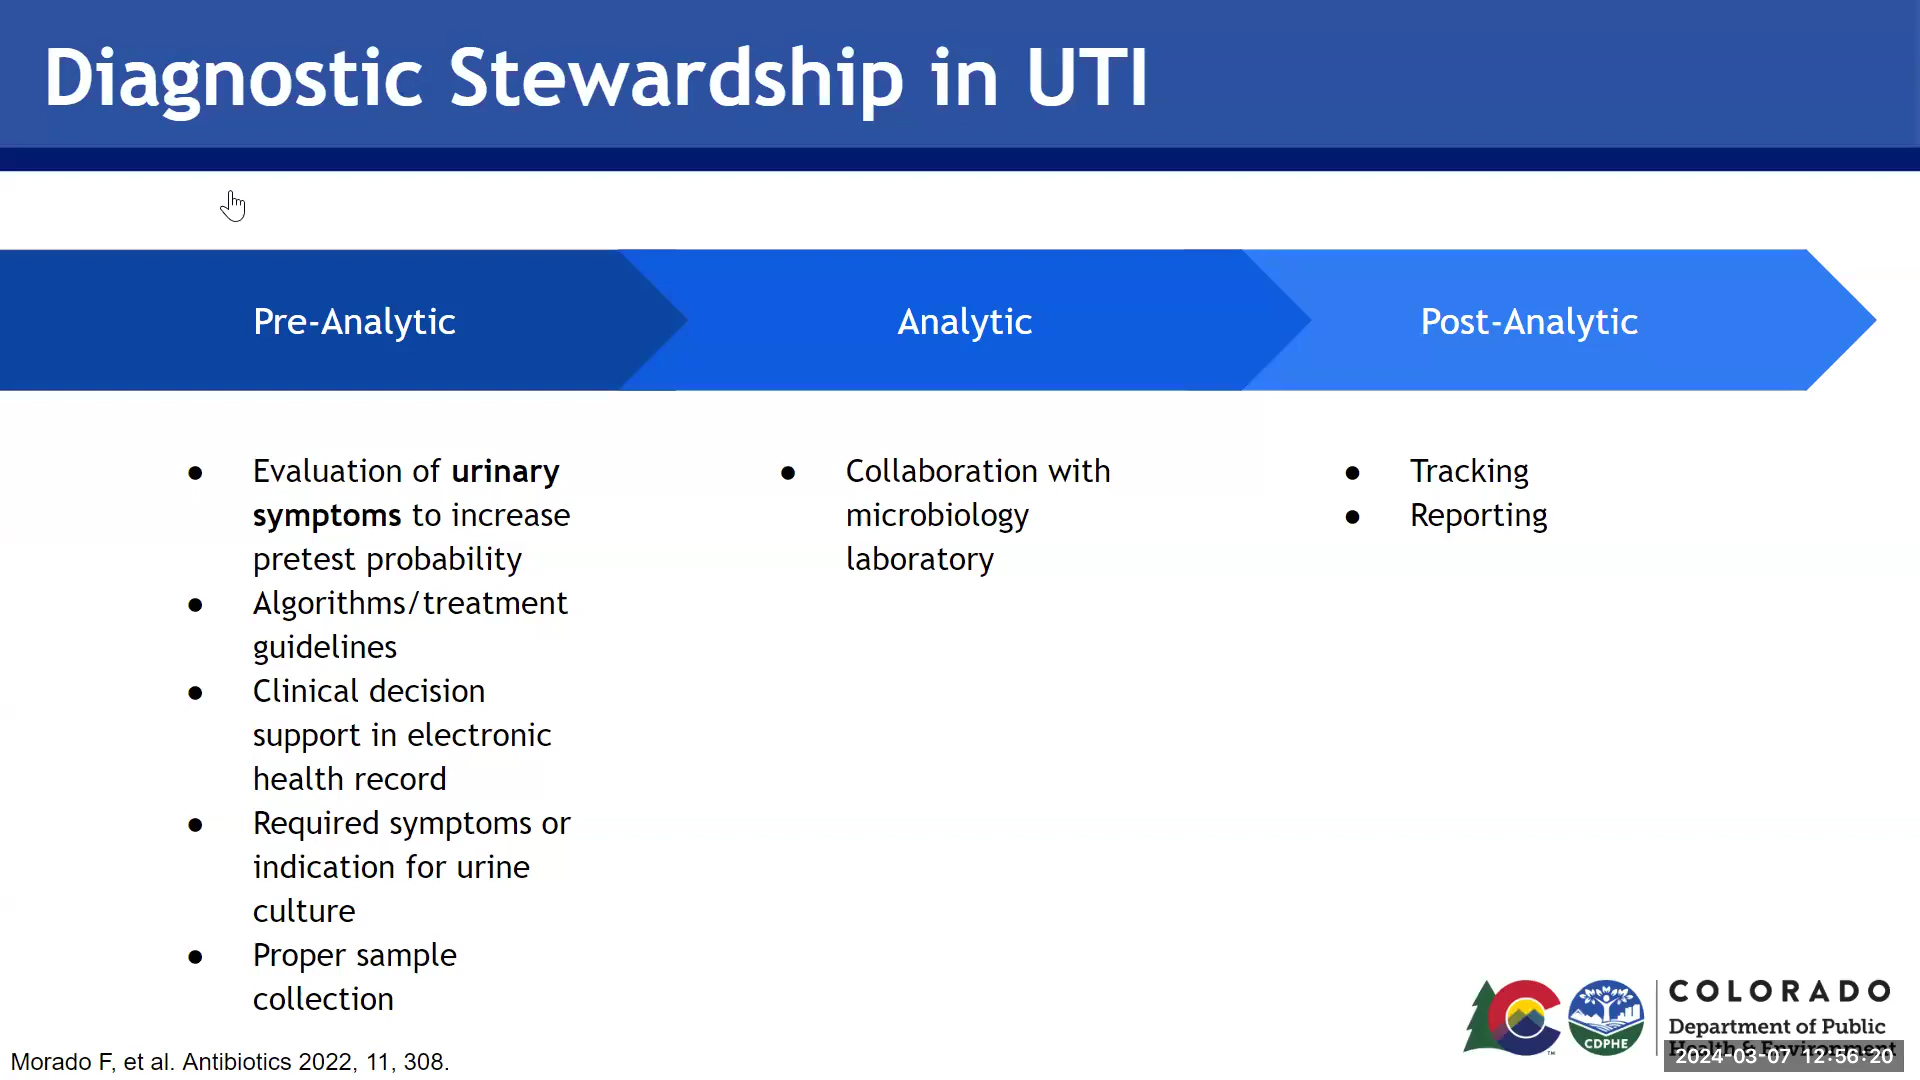 Diagnostic Stewardship in UTI
Pre-Analytic
Analytic
Post-Analytic
● Evaluation of urinary
symptoms to increase
pretest probability
● Algorithms/treatment
guidelines
● Clinical decision
support in electronic
health record
● Required symptoms or
indication for urine
culture
● Proper sample
collection
● Collaboration with
microbiology
laboratory
● Tracking
● Reporting
Morado F, et al. Antibiotics 2022, 11, 308.
CDPHE
TM
COLORADO
Department of Public
Health & Environment
2024-03-07 12:56:20